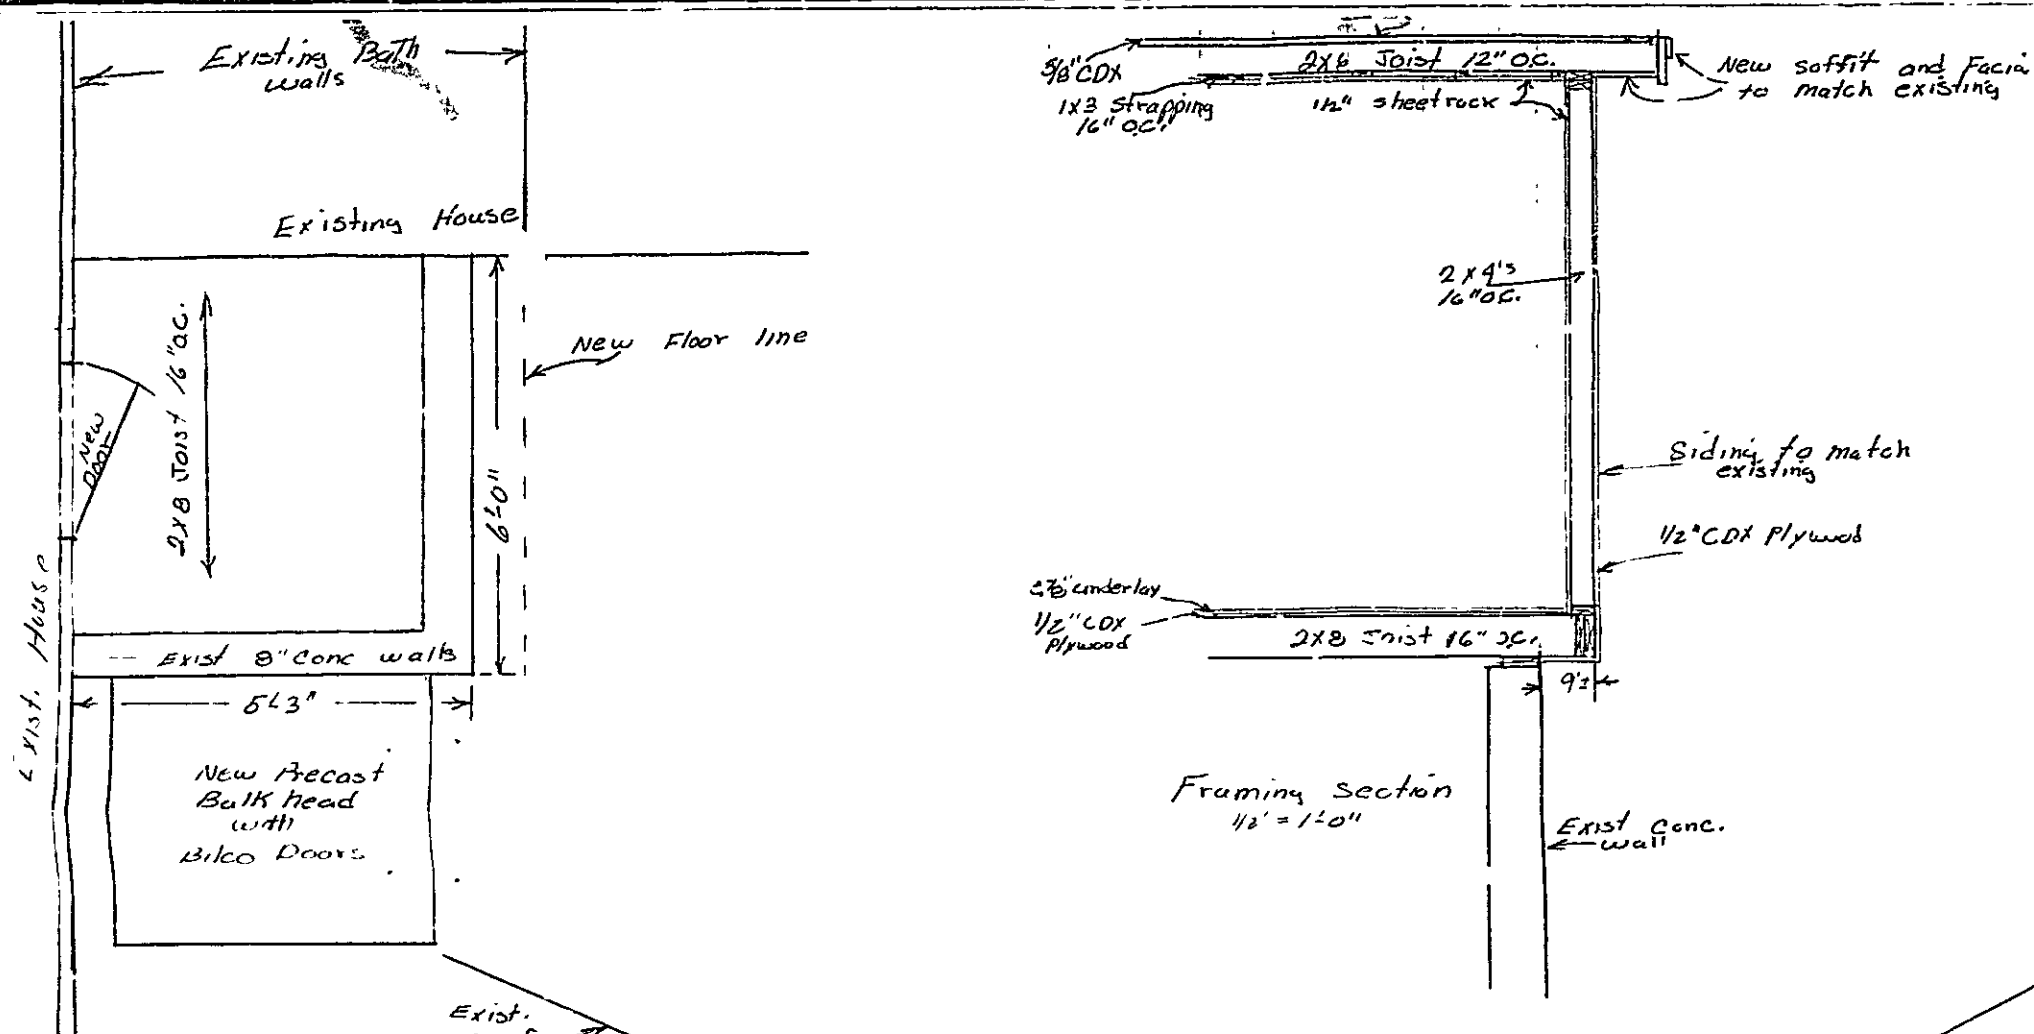 Existing Bath
walls
Existing House
New Floor line
2x8 Joist 16" o.c.
New
Door
6'-0"
Exist 8" Conc walls
5'-3"
Exist. House
New Precast
Bulk head
with
Bilco Doors
Exist.
5/8" CDX
2x6 Joist 12" O.C.
New soffit and Facia
to match existing
1x3 Strapping
16" O.C.
1/2" sheetrock
2x4's
16" O.C.
Siding to match
existing
1/2" CDX Plywood
underlay
1/2" CDX
Plywood
2x8 Joist 16" O.C.
9"±
Framing section
1/2" = 1'-0"
Exist Conc.
wall